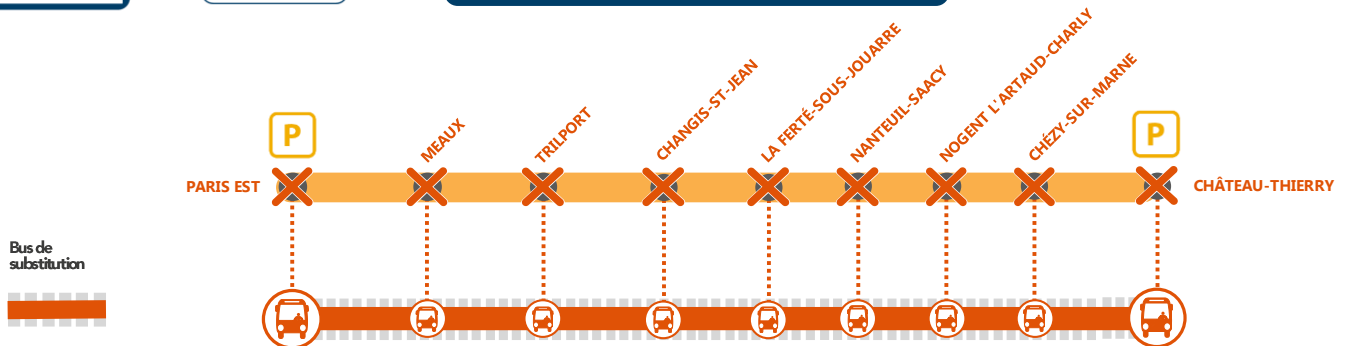 MEAUX
TRILPORT
CHANGIS-ST-JEAN
LA FERTÉ-SOUS-JOUARRE
NANTEUIL-SAACY
NOGENT L'ARTAUD-CHARLY
CHÉZY-SUR-MARNE
P
P
PARIS EST
CHÂTEAU-THIERRY
Bus de
substitution